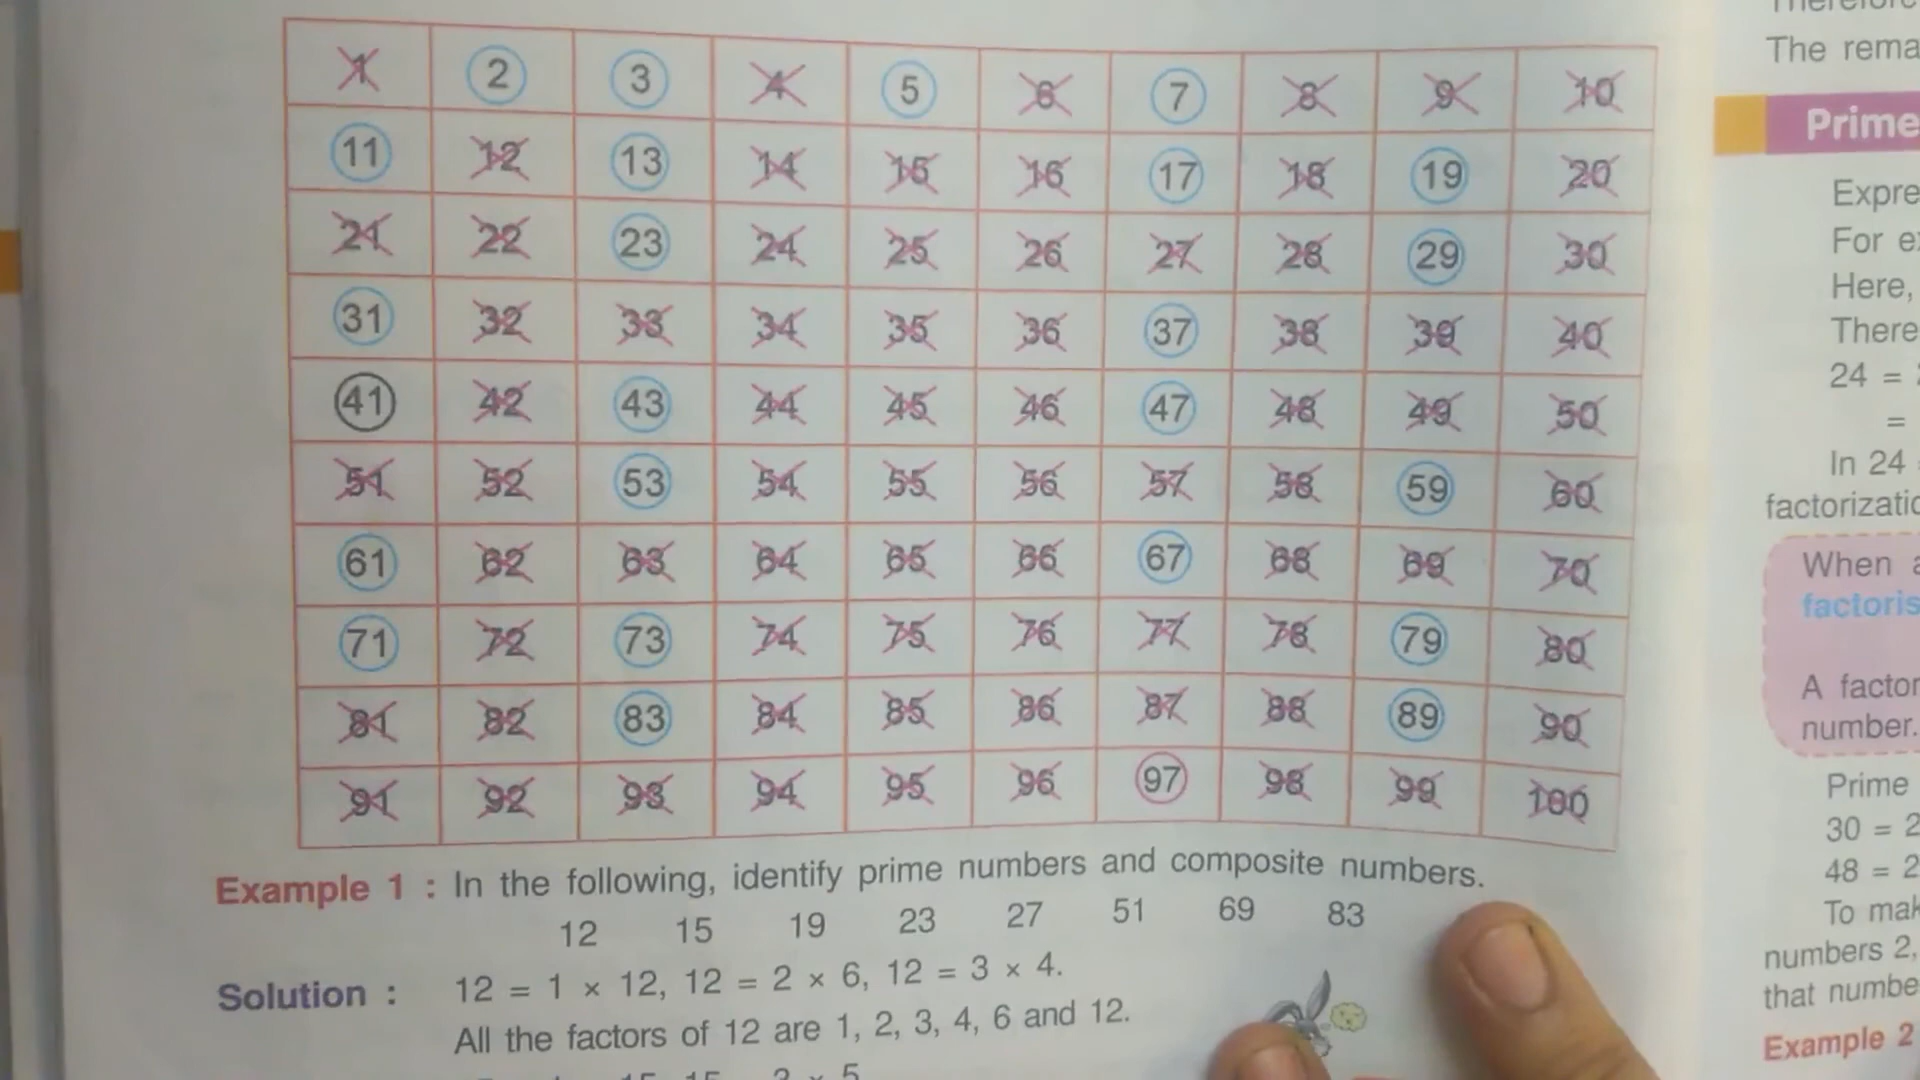 1 2 3 4 5 6 7 8 9 10
11 12 13 14 15 16 17 18 19 20
21 22 23 24 25 26 27 28 29 30
31 32 33 34 35 36 37 38 39 40
41 42 43 44 45 46 47 48 49 50
51 52 53 54 55 56 57 58 59 60
61 62 63 64 65 66 67 68 69 70
71 72 73 74 75 76 77 78 79 80
81 82 83 84 85 86 87 88 89 90
91 92 93 94 95 96 97 98 99 100
Example 1 : In the following, identify prime numbers and composite numbers.
12 15 19 23 27 51 69 83
Solution : 12 = 1 × 12, 12 = 2 × 6, 12 = 3 × 4.
All the factors of 12 are 1, 2, 3, 4, 6 and 12.
The rema
Prime
Expre
For e
Here,
There
24 =
=
In 24
factorizatio
When a
factoris
A factor
number.
Prime
30 = 2
48 = 2
To mak
numbers 2,
that numbe
Example 2